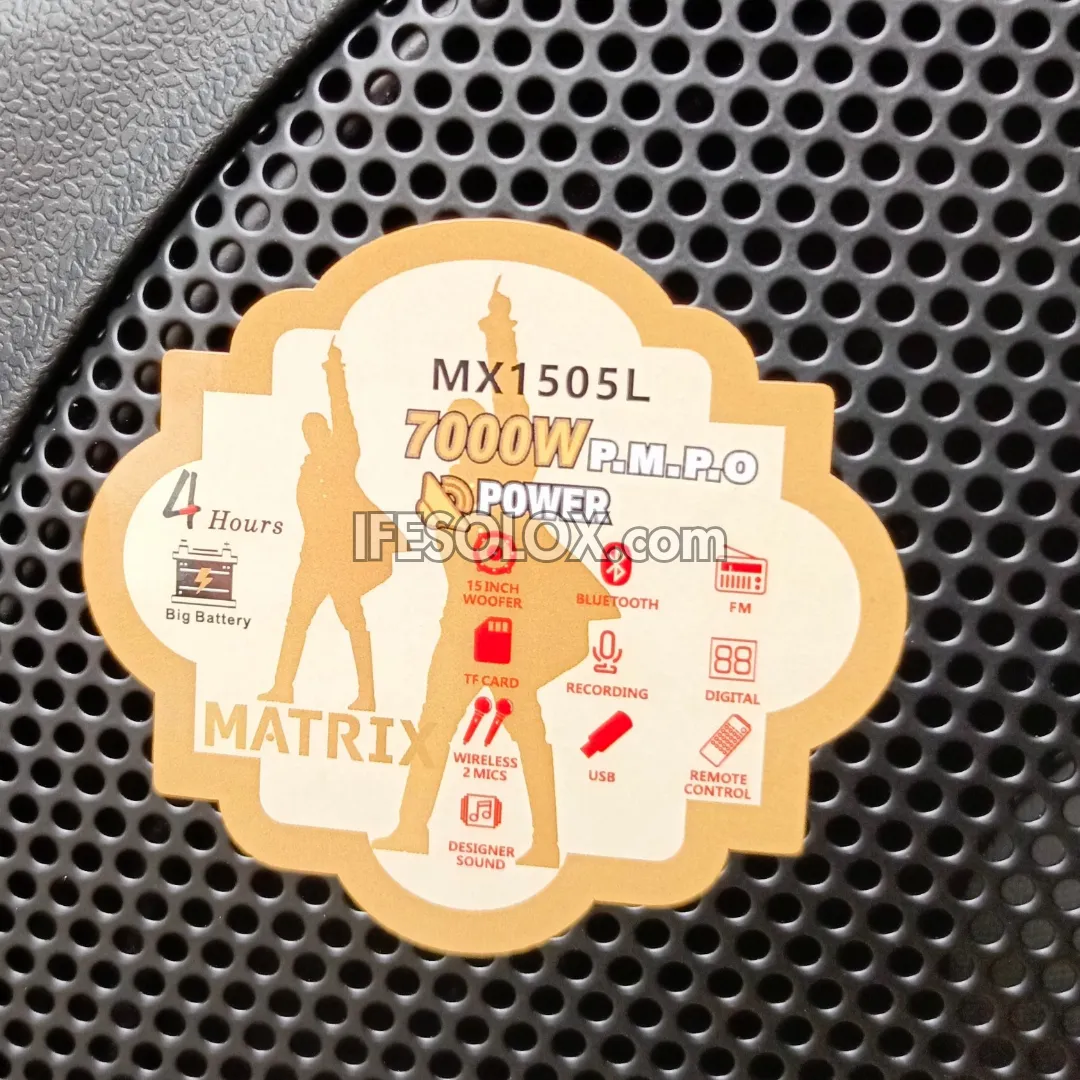 MX1505L
7000W P.M.P.O
POWER
4 Hours
Big Battery
IFESOLOX.com
15 INCH
WOOFER
BLUETOOTH
FM
88
TF CARD
RECORDING
DIGITAL
MATRIX
WIRELESS
2 MICS
USB
REMOTE
CONTROL
DESIGNER
SOUND